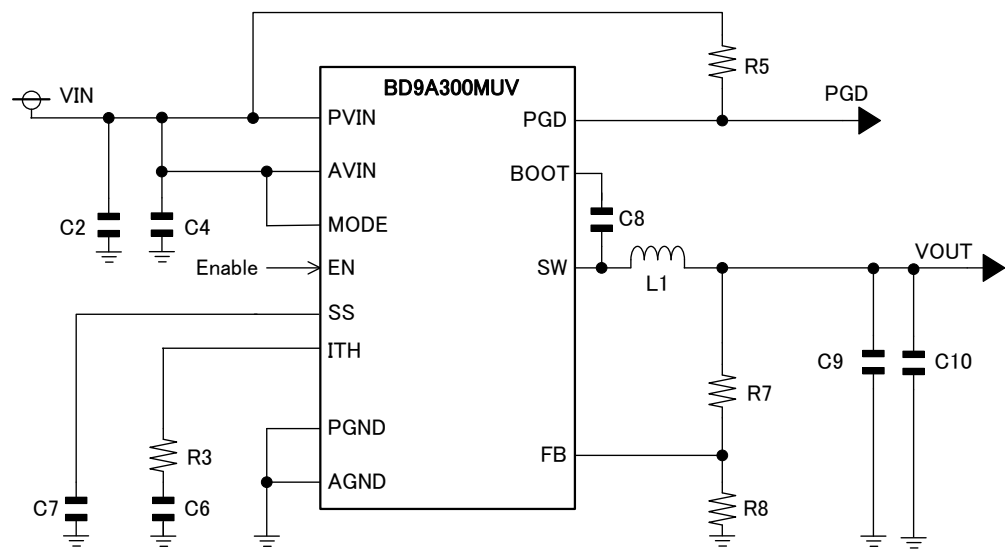 R5
BD9A300MUV
VIN
PGD
PVIN
PGD
AVIN
BOOT
C2
C4
C8
MODE
Enable
EN
SW
VOUT
L1
SS
ITH
C9
C10
R7
PGND
R3
FB
AGND
C7
C6
R8